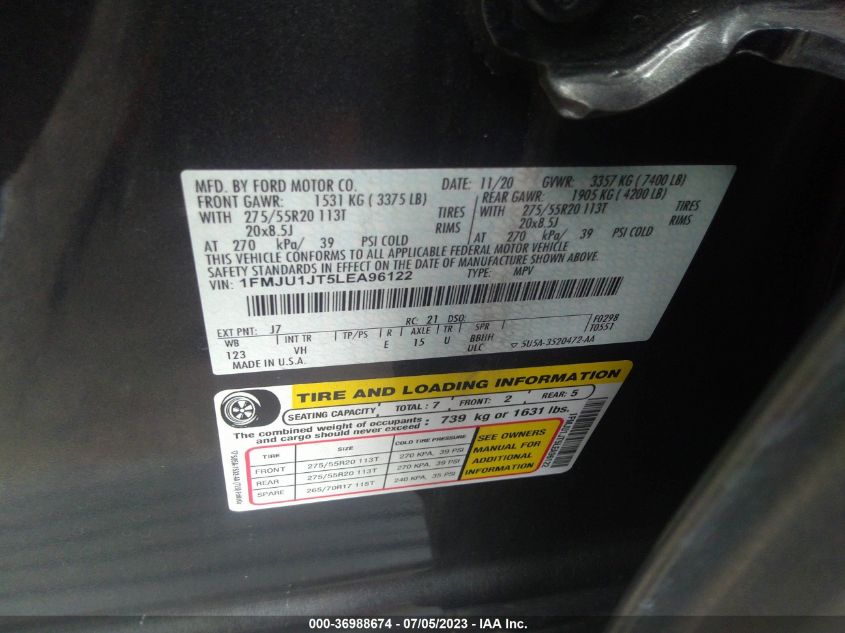 MFD. BY FORD MOTOR CO. DATE: 11/20 GVWR: 3357 KG (7400 LB)
FRONT GAWR: 1531 KG (3375 LB) REAR GAWR: 1905 KG (4200 LB)
WITH 275/55R20 113T TIRES WITH 275/55R20 113T TIRES
20x8.5J RIMS 20x8.5J RIMS
AT 270 kPa/ 39 PSI COLD AT 270 kPa/ 39 PSI COLD
THIS VEHICLE CONFORMS TO ALL APPLICABLE FEDERAL MOTOR VEHICLE
SAFETY STANDARDS IN EFFECT ON THE DATE OF MANUFACTURE SHOWN ABOVE.
VIN: 1FMJU1JT5LEA96122 TYPE: MPV
EXT PNT: J7 RC: 21 DSO: F0298
WB INT TR TP/PS R AXLE TR SPR T0551
123 VH E 15 U BBHH
MADE IN U.S.A. ULC ▽ 5U5A-3520472-AA
TIRE AND LOADING INFORMATION
SEATING CAPACITY TOTAL: 7 FRONT: 2 REAR: 5
The combined weight of occupants and cargo should never exceed : 739 kg or 1631 lbs.
TIRE SIZE COLD TIRE PRESSURE
FRONT 275/55R20 113T 270 KPA, 39 PSI
REAR 275/55R20 113T 270 KPA, 39 PSI
SPARE 265/70R17 115T 240 KPA, 35 PSI
SEE OWNERS
MANUAL FOR
ADDITIONAL
INFORMATION
1FMJU1JT5LEA96122
000-36988674 / 07/05/2023 - IAA Inc.